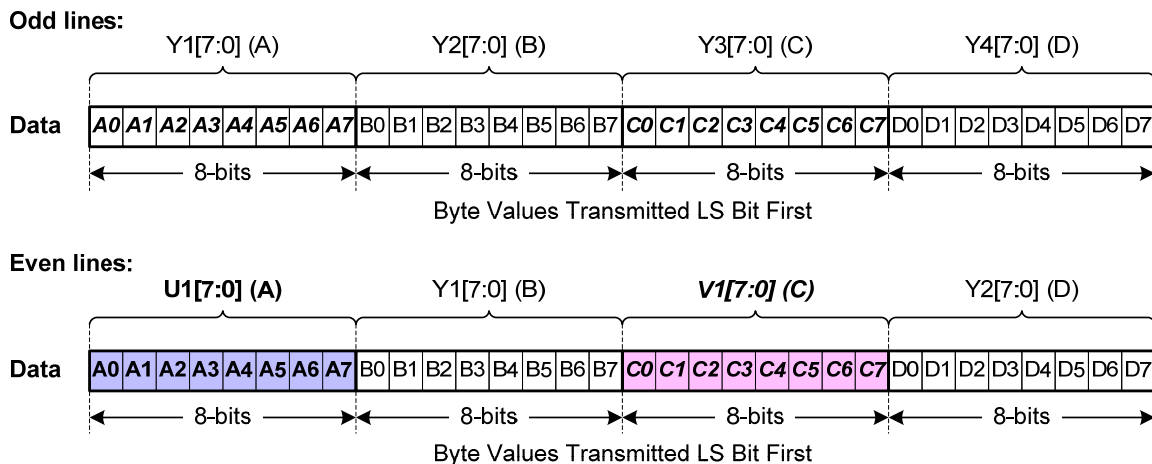 Odd lines:
Y1[7:0] (A) Y2[7:0] (B) Y3[7:0] (C) Y4[7:0] (D)
Data A0 A1 A2 A3 A4 A5 A6 A7 B0 B1 B2 B3 B4 B5 B6 B7 C0 C1 C2 C3 C4 C5 C6 C7 D0 D1 D2 D3 D4 D5 D6 D7
8-bits 8-bits 8-bits 8-bits
Byte Values Transmitted LS Bit First
Even lines:
U1[7:0] (A) Y1[7:0] (B) V1[7:0] (C) Y2[7:0] (D)
Data A0 A1 A2 A3 A4 A5 A6 A7 B0 B1 B2 B3 B4 B5 B6 B7 C0 C1 C2 C3 C4 C5 C6 C7 D0 D1 D2 D3 D4 D5 D6 D7
8-bits 8-bits 8-bits 8-bits
Byte Values Transmitted LS Bit First